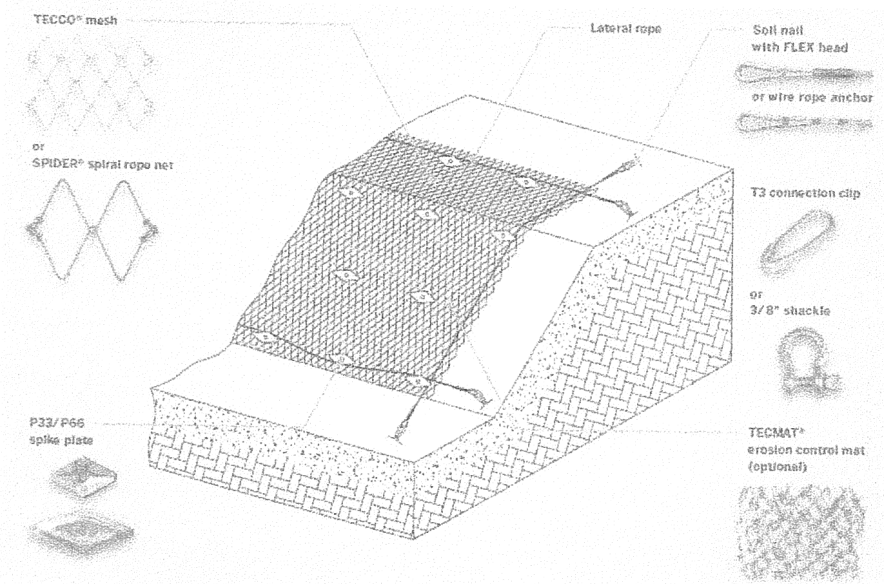 TECCO® mesh
or
SPIDER® spiral rope net
Lateral rope
Soil nail
with FLEX head
or wire rope anchor
T3 connection clip
or
3/8" shackle
P33/P66
spike plate
TECMAT®
erosion control mat
(optional)